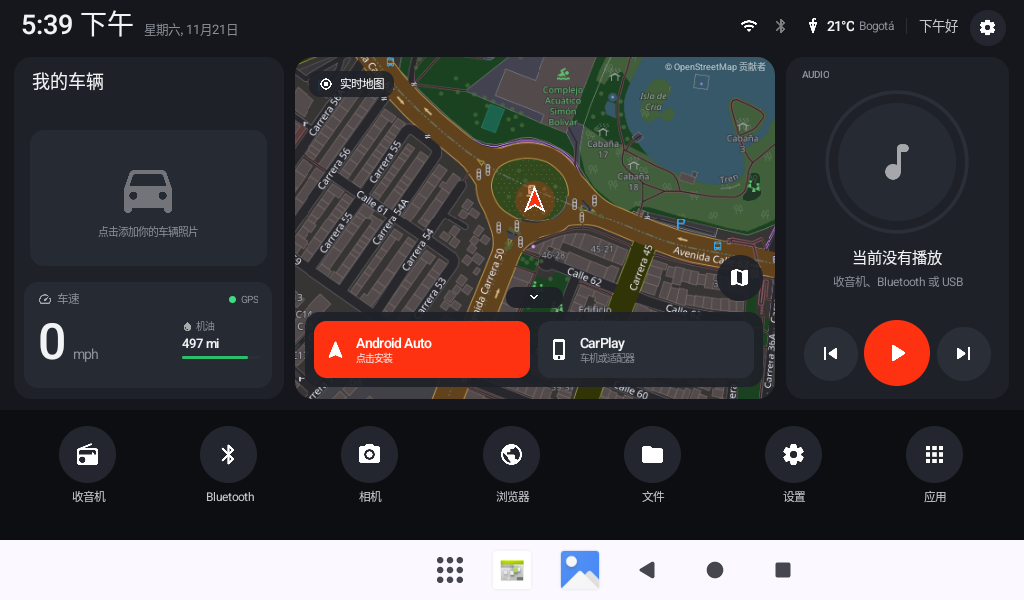 5:39 下午
星期六, 11月21日
21°C Bogotá
下午好
我的车辆
点击添加你的车辆照片
车速
GPS
0 mph
机油
497 mi
实时地图
© OpenStreetMap 贡献者
Complejo
Acuático
Simón
Bolívar
Isla de
Cabaña
17
Cabaña
18
Cabaña
3
Tren
Carrera 56
Carrera 56
Carrera 55
Calle 61
Carrera 54A
Carrera 55
Carrera 54
Carrera 53
Carrera 50
Carrera 45
45-21
46-28
Calle 62
Edificio
Calle 60
P
Android Auto
点击安装
CarPlay
车机或适配器
AUDIO
当前没有播放
收音机、Bluetooth 或 USB
收音机
Bluetooth
相机
浏览器
文件
设置
应用